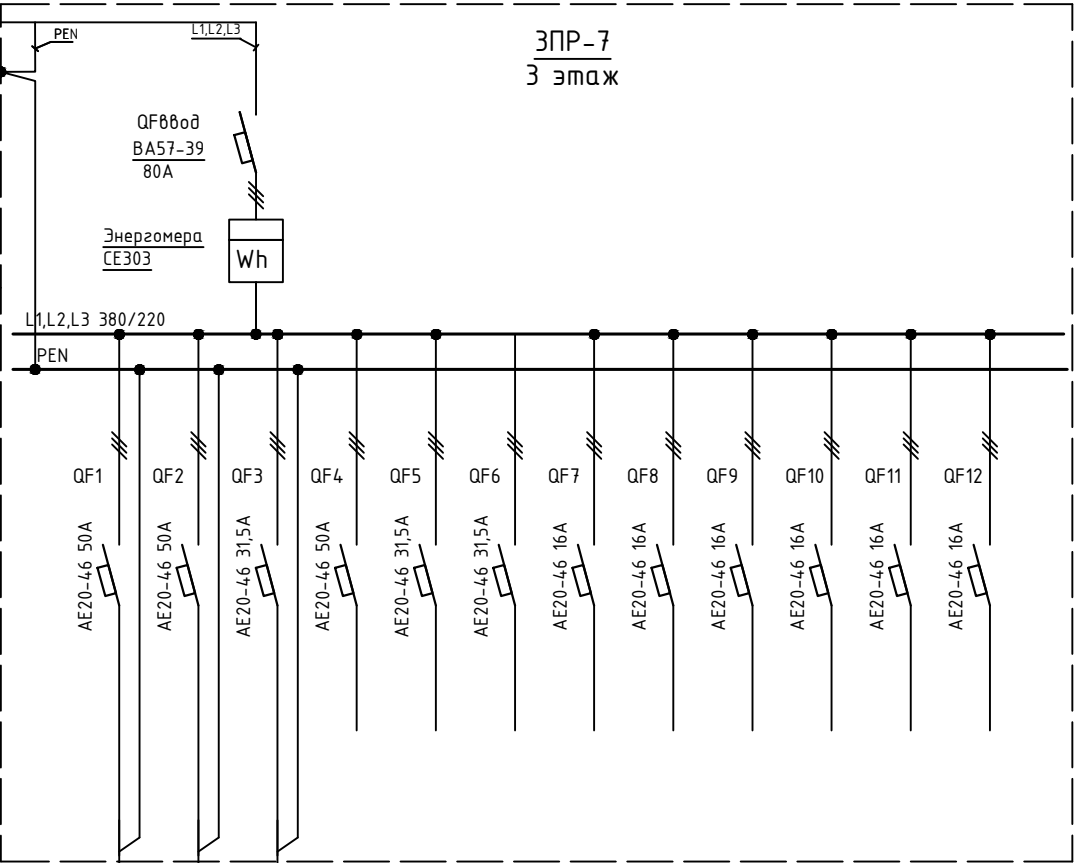 PEN
L1,L2,L3
ЗПР-7
3 этаж
QFввод
ВА57-39
80А
Энергомера
СЕ303
Wh
L1,L2,L3 380/220
PEN
QF1
QF2
QF3
QF4
QF5
QF6
QF7
QF8
QF9
QF10
QF11
QF12
АЕ20-46 50А
АЕ20-46 50А
АЕ20-46 31,5А
АЕ20-46 50А
АЕ20-46 31,5А
АЕ20-46 31,5А
АЕ20-46 16А
АЕ20-46 16А
АЕ20-46 16А
АЕ20-46 16А
АЕ20-46 16А
АЕ20-46 16А